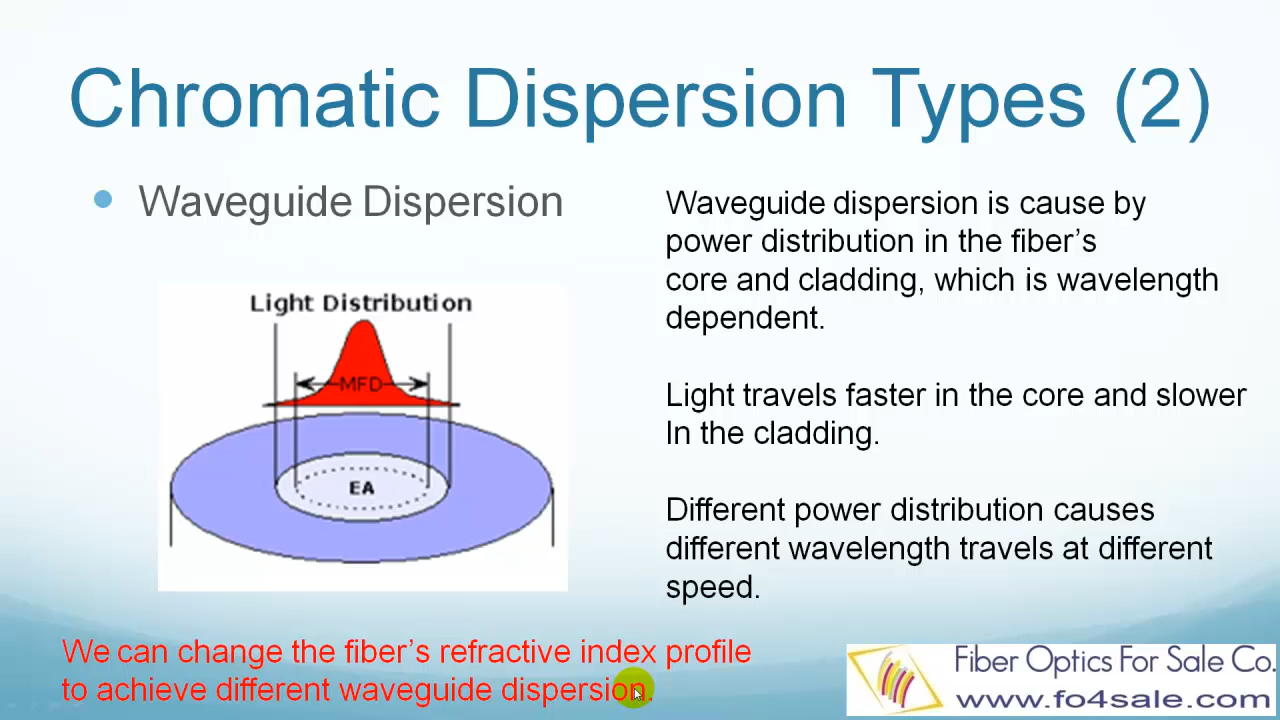 Chromatic Dispersion Types (2)
Waveguide Dispersion
Light Distribution
MFD
EA
Waveguide dispersion is cause by
power distribution in the fiber’s
core and cladding, which is wavelength
dependent.
Light travels faster in the core and slower
In the cladding.
Different power distribution causes
different wavelength travels at different
speed.
We can change the fiber’s refractive index profile
to achieve different waveguide dispersion.
Fiber Optics For Sale Co.
www.fo4sale.com